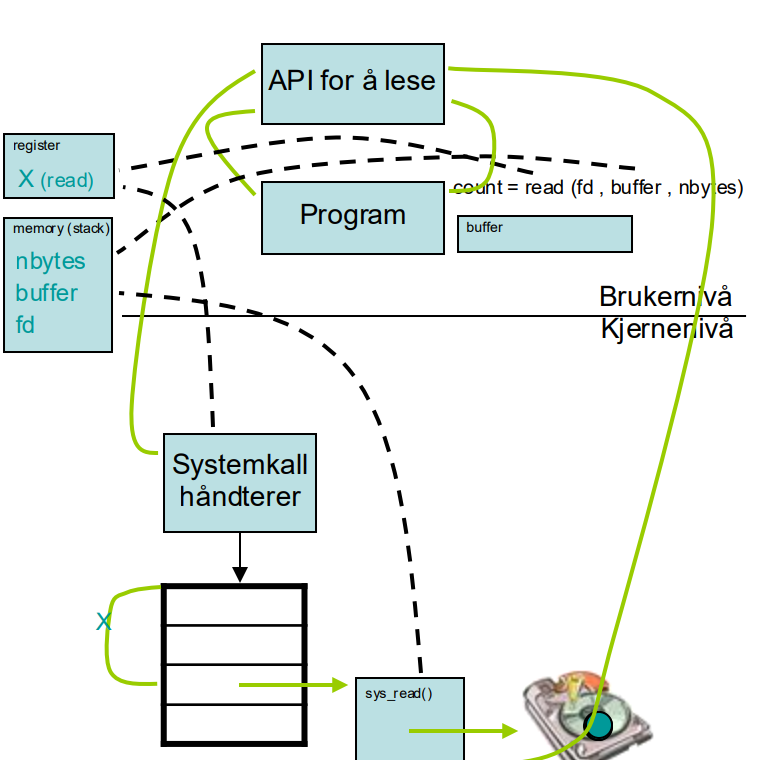 API for å lese
register
X (read)
count = read (fd , buffer , nbytes)
Program
memory (stack)
buffer
nbytes
buffer
fd
Brukernivå
Kjernenivå
Systemkall
håndterer
X
sys_read()